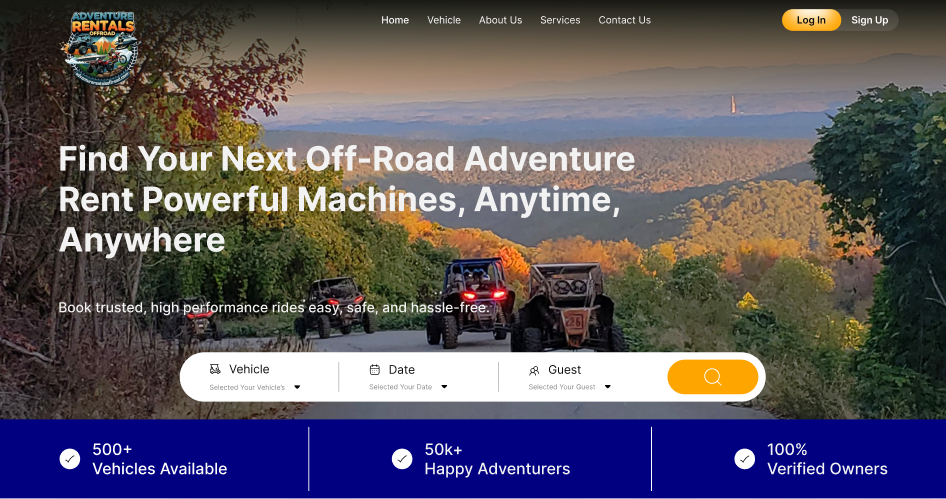 ADVENTURE
RENTALS
OFFROAD
Home Vehicle About Us Services Contact Us
Log In Sign Up
Find Your Next Off-Road Adventure
Rent Powerful Machines, Anytime,
Anywhere
Book trusted, high performance rides easy, safe, and hassle-free.
Vehicle Date Guest
Selected Your Vehicle's Selected Your Date Selected Your Guest
500+ 50k+ 100%
Vehicles Available Happy Adventurers Verified Owners